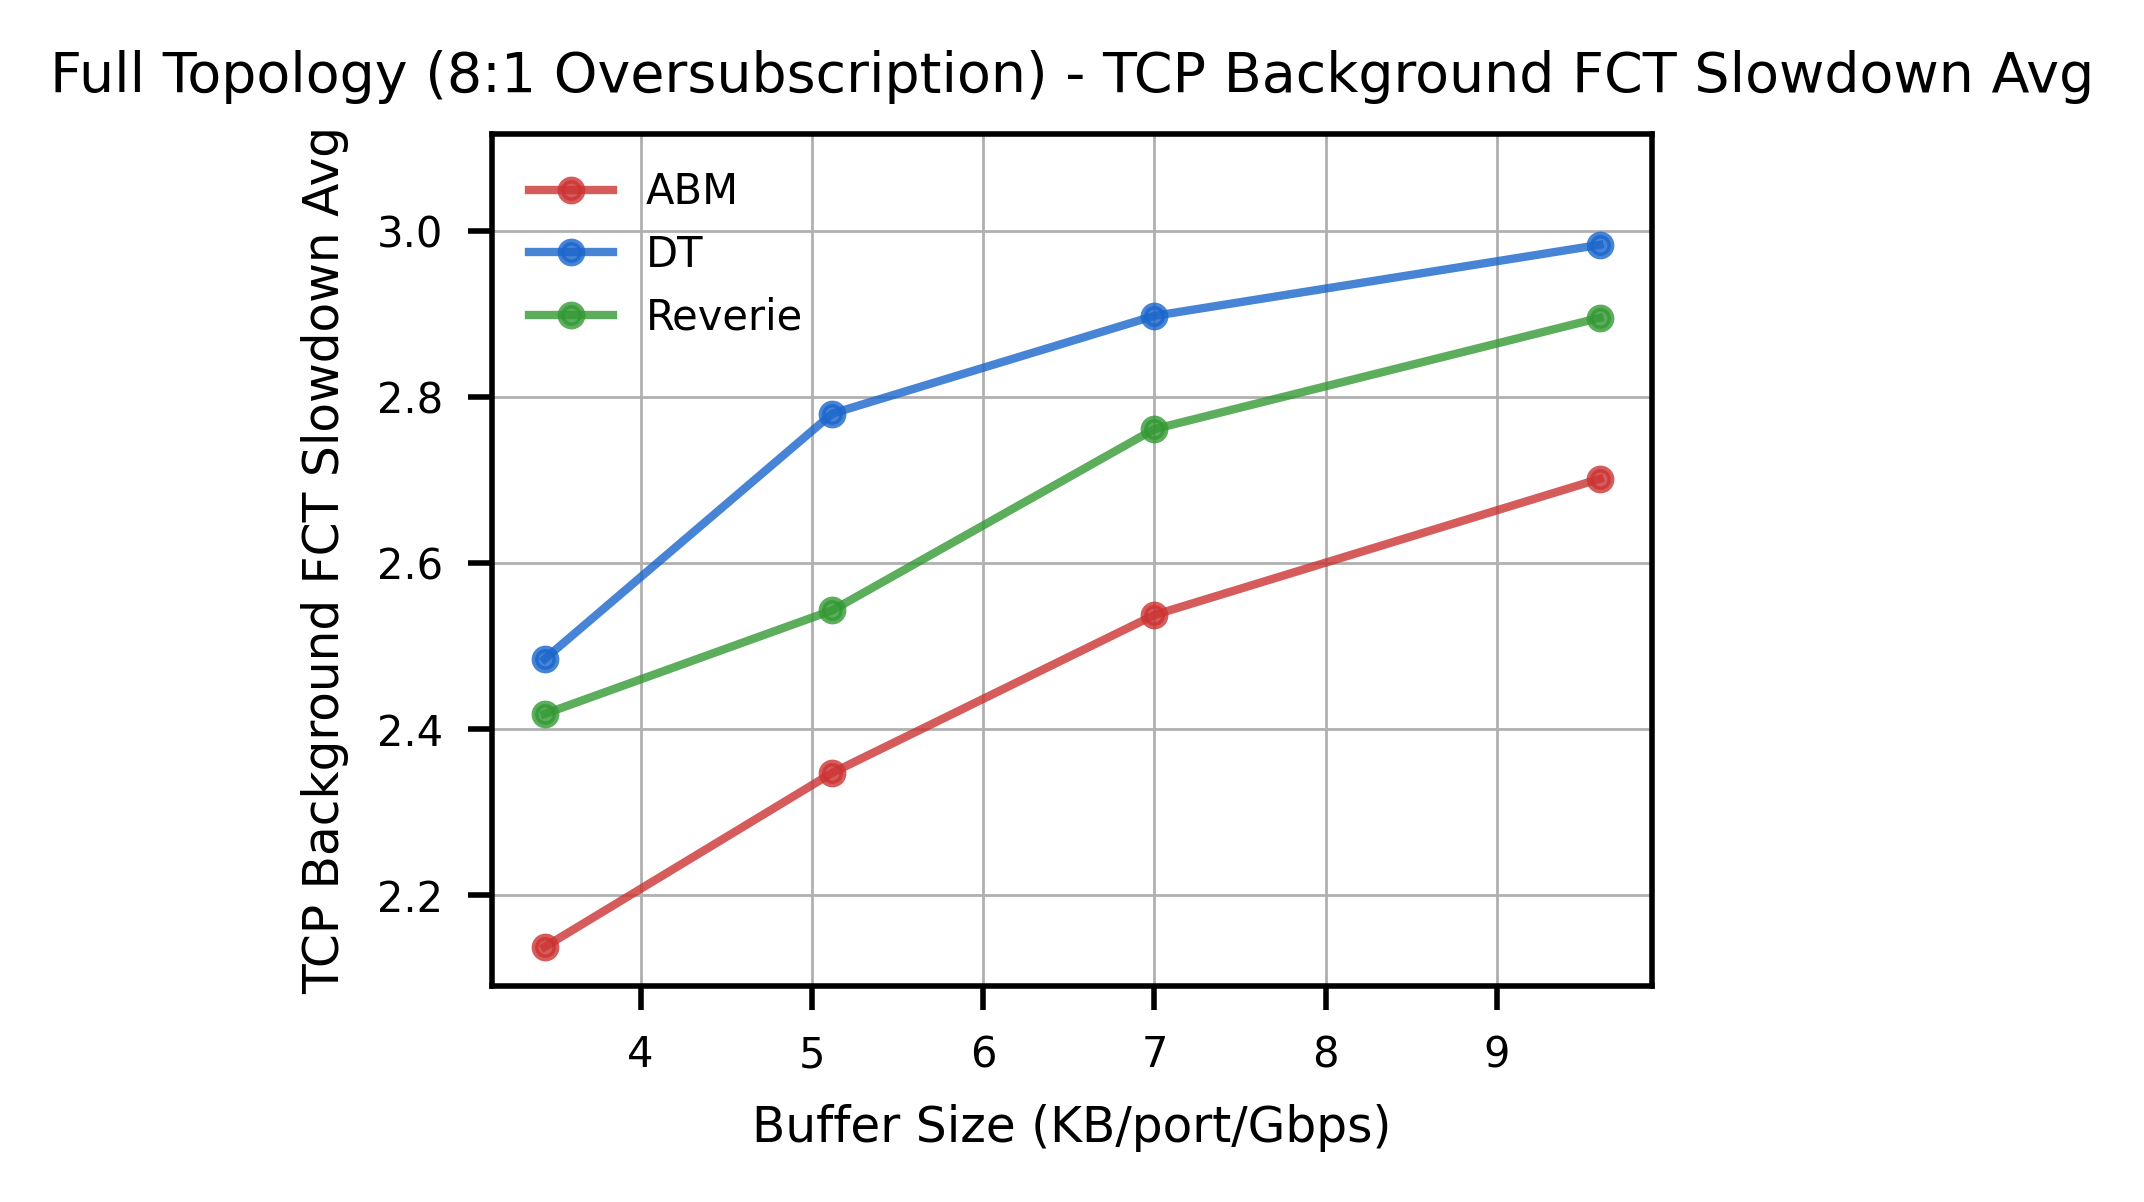 Full Topology (8:1 Oversubscription) - TCP Background FCT Slowdown Avg
TCP Background FCT Slowdown Avg
3.0
2.8
2.6
2.4
2.2
ABM
DT
Reverie
4 5 6 7 8 9
Buffer Size (KB/port/Gbps)